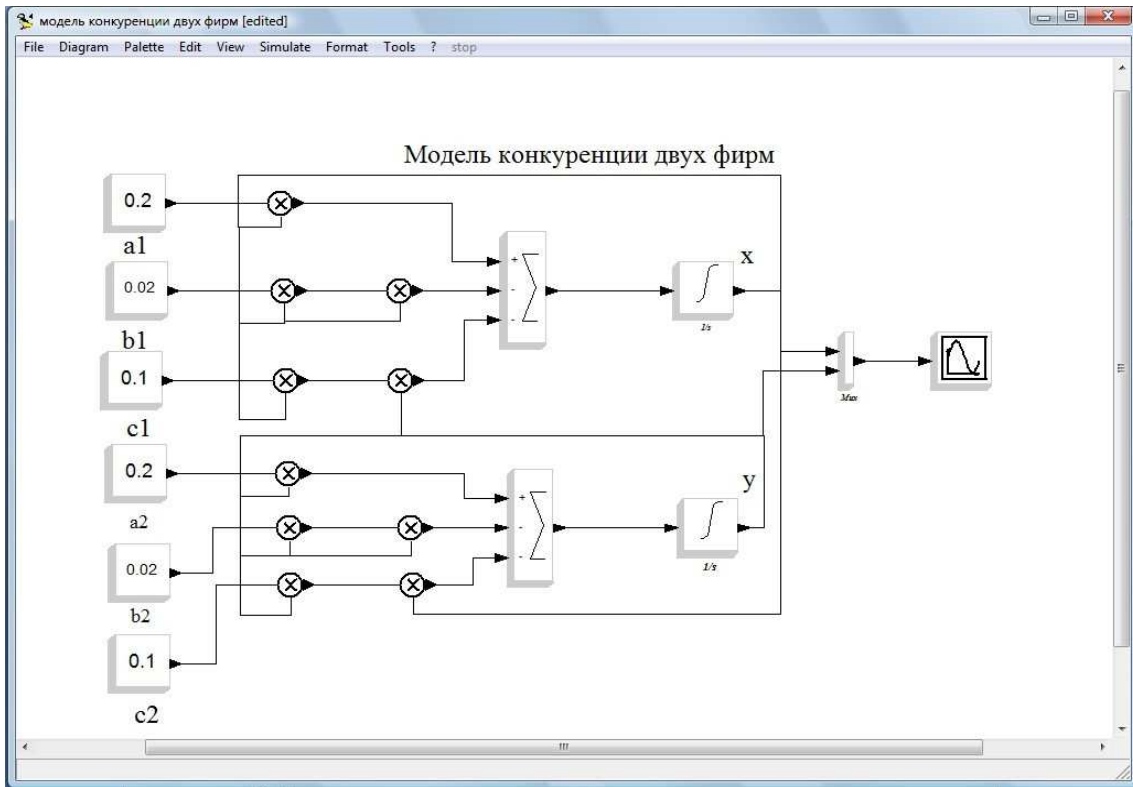 модель конкуренции двух фирм [edited]
File Diagram Palette Edit View Simulate Format Tools ? stop
Модель конкуренции двух фирм
0.2
a1
+
-
-
x
1/s
0.02
b1
0.1
c1
Mux
0.2
a2
+
-
-
y
1/s
0.02
b2
0.1
c2